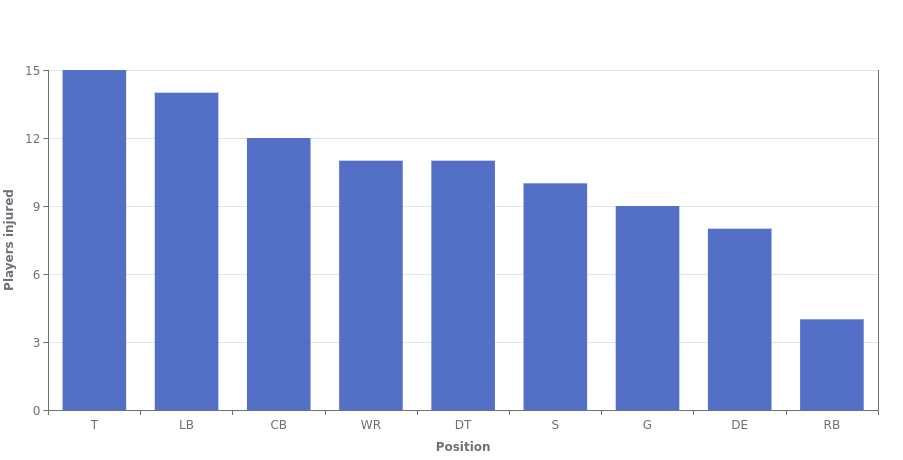 15
12
9
6
3
0
Players injured
T LB CB WR DT S G DE RB
Position